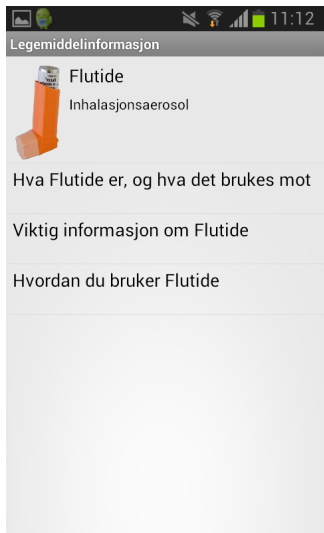 11:12
Legemiddelinformasjon
Flutide
Inhalasjonsaerosol
Hva Flutide er, og hva det brukes mot
Viktig informasjon om Flutide
Hvordan du bruker Flutide